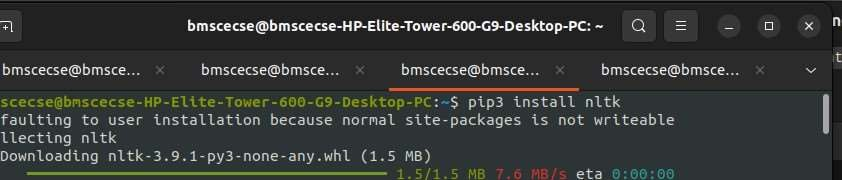 bmscecse@bmscecse-HP-Elite-Tower-600-G9-Desktop-PC: ~
bmscecse@bmsce... × bmscecse@bmsce... × bmscecse@bmsce... × bmscecse@bmsce... ×
scecse@bmscecse-HP-Elite-Tower-600-G9-Desktop-PC:~$ pip3 install nltk
faulting to user installation because normal site-packages is not writeable
llecting nltk
Downloading nltk-3.9.1-py3-none-any.whl (1.5 MB)
1.5/1.5 MB 7.6 MB/s eta 0:00:00